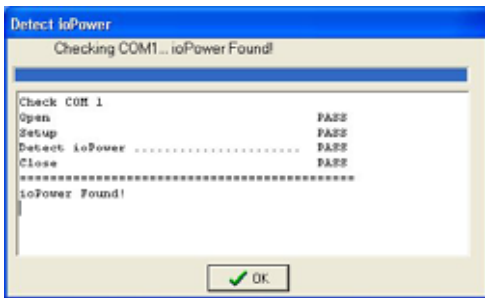 Detect ioPower
Checking COM1... ioPower Found!
Check COM 1
Open PASS
Setup PASS
Detect ioPower ...................... PASS
Close PASS
===============================================
ioPower Found!
OK